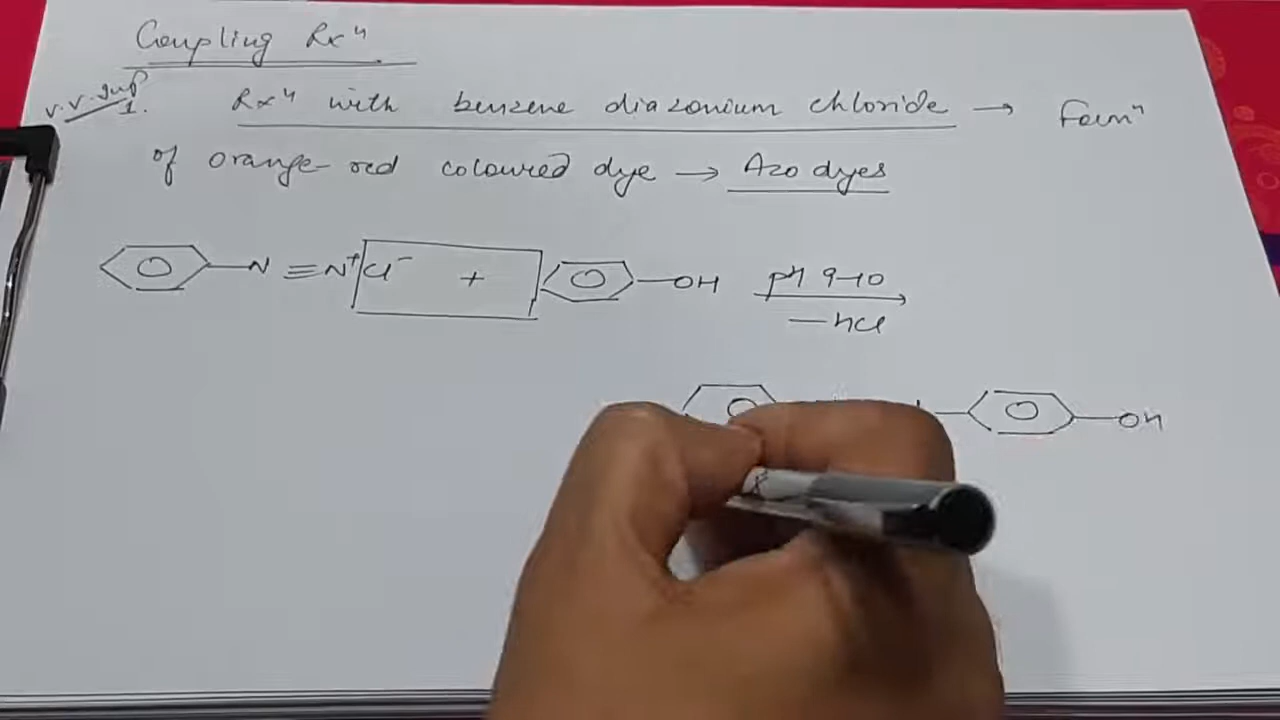 Coupling Rxⁿ
v.v. Imp 1. Rxⁿ with benzene diazonium chloride → Formⁿ
of orange-red coloured dye → Azo dyes
N≡N⁺Cl⁻ + OH pH 9-10
-HCl
OH